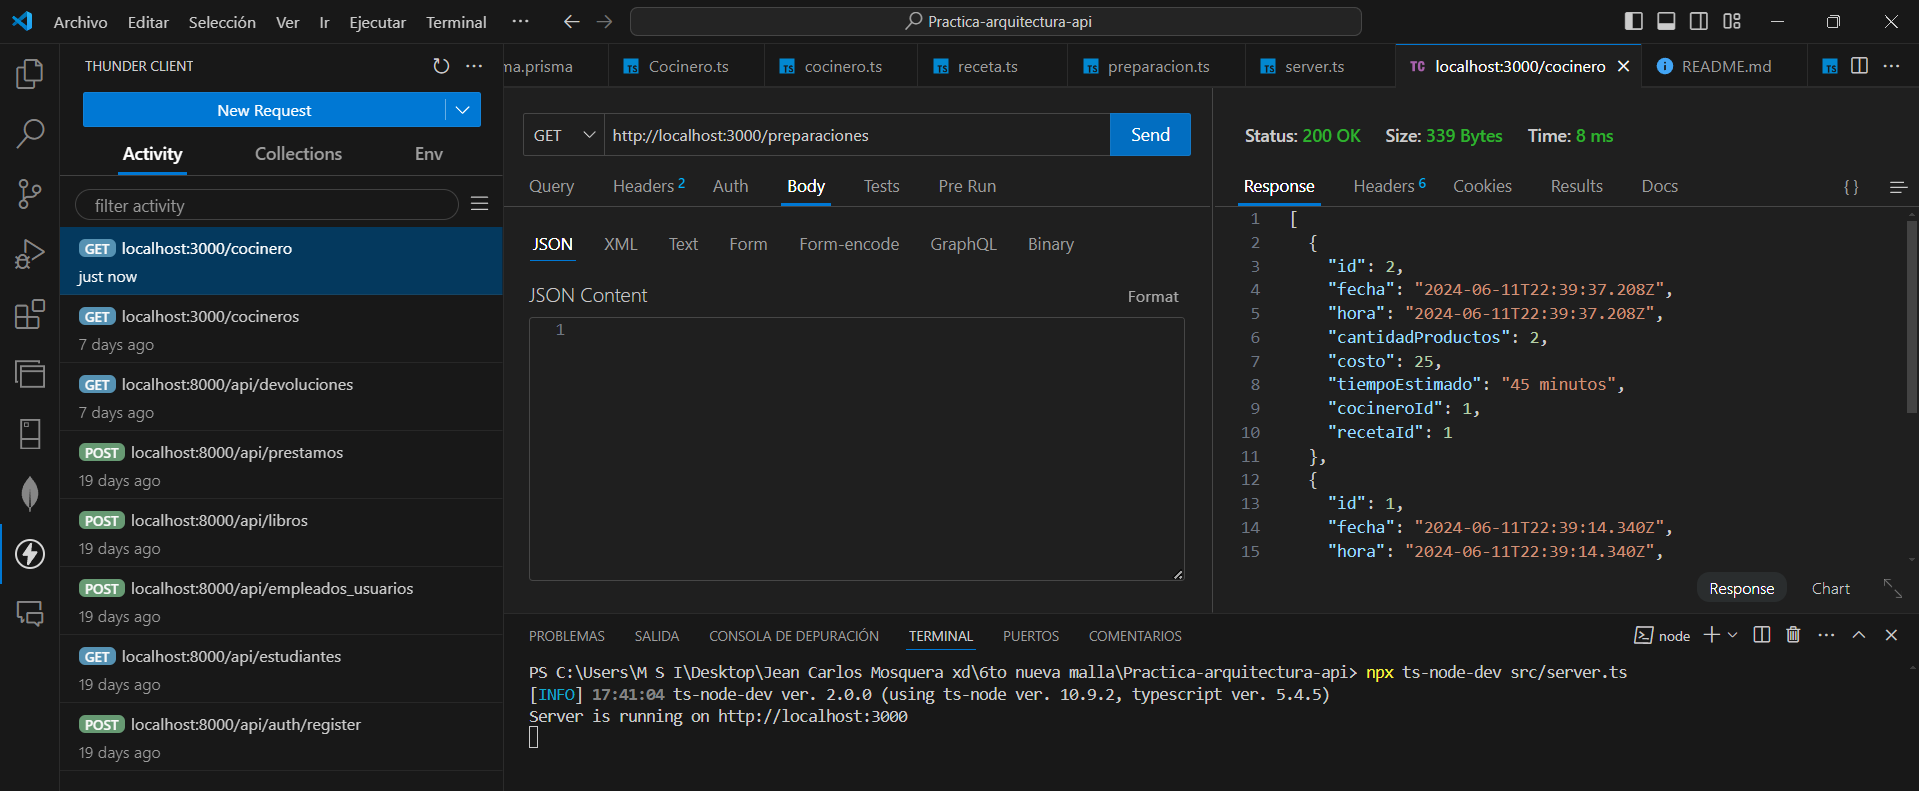 Archivo Editar Selección Ver Ir Ejecutar Terminal ··· Practica-arquitectura-api
THUNDER CLIENT
New Request
Activity Collections Env
filter activity
GET localhost:3000/cocinero
just now
GET localhost:3000/cocineros
7 days ago
GET localhost:8000/api/devoluciones
7 days ago
POST localhost:8000/api/prestamos
19 days ago
POST localhost:8000/api/libros
19 days ago
POST localhost:8000/api/empleados_usuarios
19 days ago
GET localhost:8000/api/estudiantes
19 days ago
POST localhost:8000/api/auth/register
19 days ago
ma.prisma TS Cocinero.ts TS cocinero.ts TS receta.ts TS preparacion.ts TS server.ts TC localhost:3000/cocinero README.md TS
GET http://localhost:3000/preparaciones Send
Query Headers 2 Auth Body Tests Pre Run
JSON XML Text Form Form-encode GraphQL Binary
JSON Content Format
1
Status: 200 OK Size: 339 Bytes Time: 8 ms
Response Headers 6 Cookies Results Docs { }
1 [
2 {
3 "id": 2,
4 "fecha": "2024-06-11T22:39:37.208Z",
5 "hora": "2024-06-11T22:39:37.208Z",
6 "cantidadProductos": 2,
7 "costo": 25,
8 "tiempoEstimado": "45 minutos",
9 "cocineroId": 1,
10 "recetaId": 1
11 },
12 {
13 "id": 1,
14 "fecha": "2024-06-11T22:39:14.340Z",
15 "hora": "2024-06-11T22:39:14.340Z",
Response Chart
PROBLEMAS SALIDA CONSOLA DE DEPURACIÓN TERMINAL PUERTOS COMENTARIOS node
PS C:\Users\M S I\Desktop\Jean Carlos Mosquera xd\6to nueva malla\Practica-arquitectura-api> npx ts-node-dev src/server.ts
[INFO] 17:41:04 ts-node-dev ver. 2.0.0 (using ts-node ver. 10.9.2, typescript ver. 5.4.5)
Server is running on http://localhost:3000